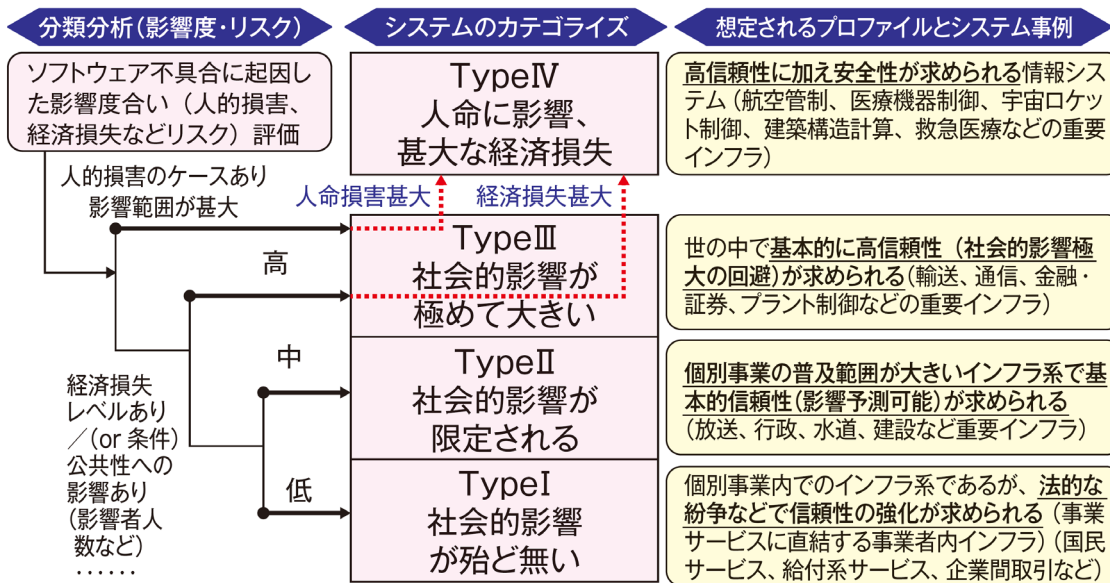 分類分析(影響度・リスク)
システムのカテゴライズ
想定されるプロファイルとシステム事例
ソフトウェア不具合に起因し
た影響度合い（人的損害、
経済損失などリスク）評価
人的損害のケースあり
影響範囲が甚大
高
中
低
経済損失
レベルあり
／(or 条件)
公共性への
影響あり
(影響者人
数など)
......
人命損害甚大
経済損失甚大
TypeⅣ
人命に影響、
甚大な経済損失
TypeⅢ
社会的影響が
極めて大きい
TypeⅡ
社会的影響が
限定される
TypeⅠ
社会的影響
が殆ど無い
高信頼性に加え安全性が求められる情報シス
テム（航空管制、医療機器制御、宇宙ロケッ
ト制御、建築構造計算、救急医療などの重要
インフラ）
世の中で基本的に高信頼性（社会的影響極
大の回避）が求められる(輸送、通信、金融・
証券、プラント制御などの重要インフラ）
個別事業の普及範囲が大きいインフラ系で基
本的信頼性(影響予測可能)が求められる
(放送、行政、水道、建設など重要インフラ）
個別事業内でのインフラ系であるが、法的な
紛争などで信頼性の強化が求められる（事業
サービスに直結する事業者内インフラ）(国民
サービス、給付系サービス、企業間取引など）